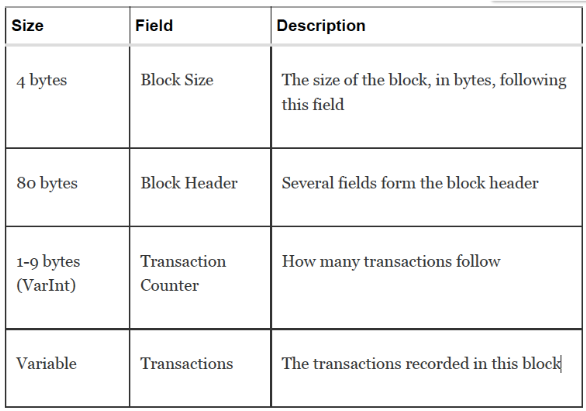 Size Field Description
4 bytes Block Size The size of the block, in bytes, following
this field
80 bytes Block Header Several fields form the block header
1-9 bytes Transaction How many transactions follow
(VarInt) Counter
Variable Transactions The transactions recorded in this block